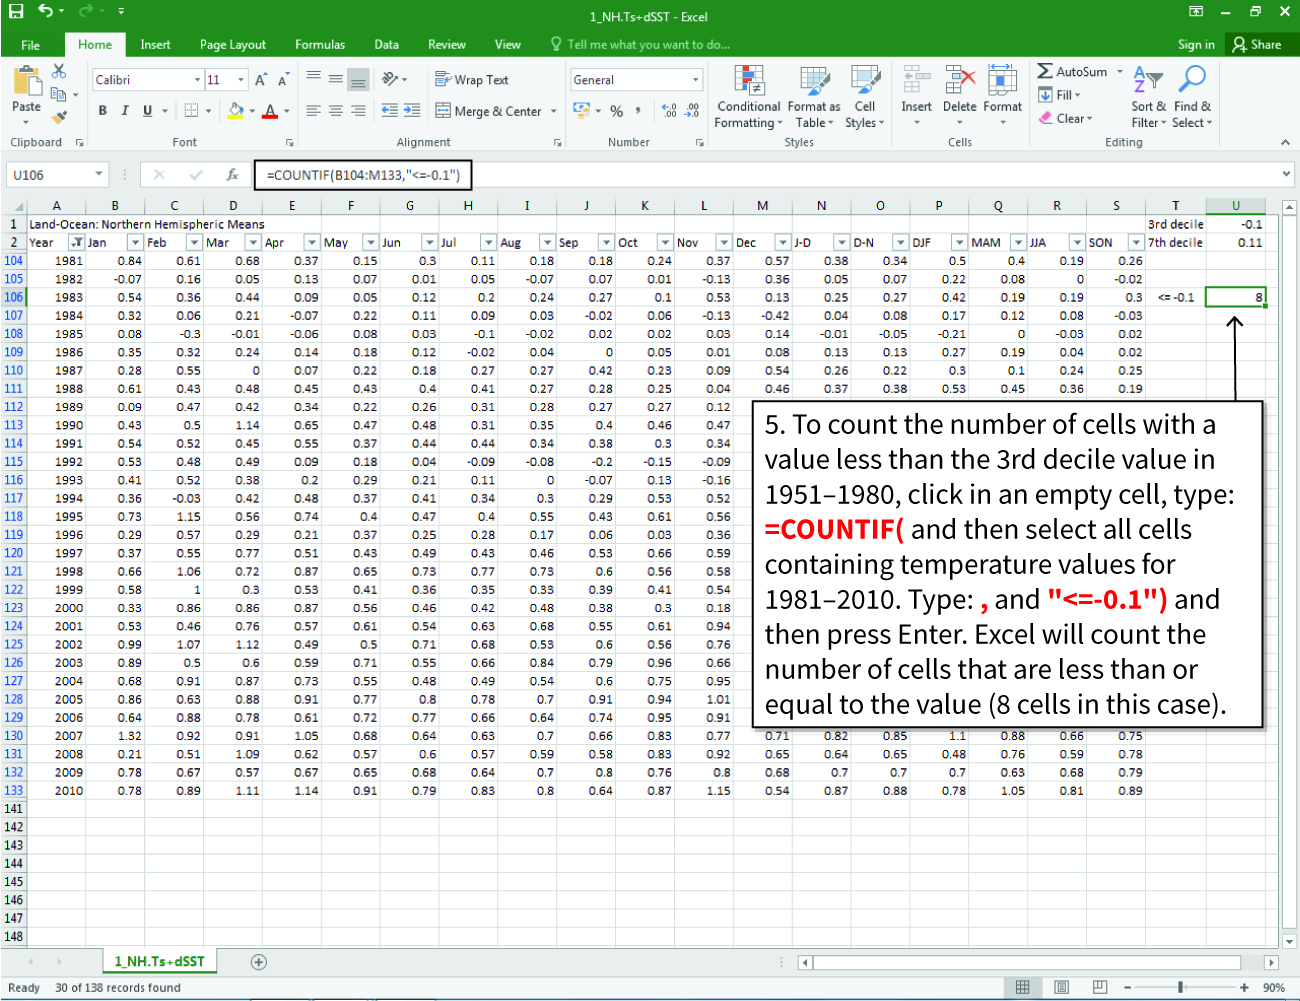 1_NH.Ts+dSST - Excel
File Home Insert Page Layout Formulas Data Review View Tell me what you want to do... Sign in Share
Calibri 11 Wrap Text General AutoSum
Fill
Paste B I U Merge & Center % Conditional Format as Cell Insert Delete Format Clear Sort & Find &
Formatting Table Styles Filter Select
Clipboard Font Alignment Number Styles Cells Editing
U106 fx =COUNTIF(B104:M133,"<=-0.1")
A B C D E F G H I J K L M N O P Q R S T U
1 Land-Ocean: Northern Hemispheric Means 3rd decile -0.1
2 Year Jan Feb Mar Apr May Jun Jul Aug Sep Oct Nov Dec J-D D-N DJF MAM JJA SON 7th decile 0.11
104 1981 0.84 0.61 0.68 0.37 0.15 0.3 0.11 0.18 0.18 0.24 0.37 0.57 0.38 0.34 0.5 0.4 0.19 0.26
105 1982 -0.07 0.16 0.05 0.13 0.07 0.01 0.05 -0.07 0.07 0.01 -0.13 0.36 0.05 0.07 0.22 0.08 0 -0.02
106 1983 0.54 0.36 0.44 0.09 0.05 0.12 0.2 0.24 0.27 0.1 0.53 0.13 0.25 0.27 0.42 0.19 0.19 0.3 <= -0.1 8
107 1984 0.32 0.06 0.21 -0.07 0.22 0.11 0.09 0.03 -0.02 0.06 -0.13 -0.42 0.04 0.08 0.17 0.12 0.08 -0.03
108 1985 0.08 -0.3 -0.01 -0.06 0.08 0.03 -0.1 -0.02 0.02 0.02 0.03 0.14 -0.01 -0.05 -0.21 0 -0.03 0.02
109 1986 0.35 0.32 0.24 0.14 0.18 0.12 -0.02 0.04 0 0.05 0.01 0.08 0.13 0.13 0.27 0.19 0.04 0.02
110 1987 0.28 0.55 0 0.07 0.22 0.18 0.27 0.27 0.42 0.23 0.09 0.54 0.26 0.22 0.3 0.1 0.24 0.25
111 1988 0.61 0.43 0.48 0.45 0.43 0.4 0.41 0.27 0.28 0.25 0.04 0.46 0.37 0.38 0.53 0.45 0.36 0.19
112 1989 0.09 0.47 0.42 0.34 0.22 0.26 0.31 0.28 0.27 0.27 0.12
113 1990 0.43 0.5 1.14 0.65 0.47 0.48 0.31 0.35 0.4 0.46 0.47
114 1991 0.54 0.52 0.45 0.55 0.37 0.44 0.44 0.34 0.38 0.3 0.34
115 1992 0.53 0.48 0.49 0.09 0.18 0.04 -0.09 -0.08 -0.2 -0.15 -0.09
116 1993 0.41 0.52 0.38 0.2 0.29 0.21 0.11 0 -0.07 0.13 -0.16
117 1994 0.36 -0.03 0.42 0.48 0.37 0.41 0.34 0.3 0.29 0.53 0.52
118 1995 0.73 1.15 0.56 0.74 0.4 0.47 0.4 0.55 0.43 0.61 0.56
119 1996 0.29 0.57 0.29 0.21 0.37 0.25 0.28 0.17 0.06 0.03 0.36
120 1997 0.37 0.55 0.77 0.51 0.43 0.49 0.43 0.46 0.53 0.66 0.59
121 1998 0.66 1.06 0.72 0.87 0.65 0.73 0.77 0.73 0.6 0.56 0.58
122 1999 0.58 1 0.3 0.53 0.41 0.36 0.35 0.33 0.39 0.41 0.54
123 2000 0.33 0.86 0.86 0.87 0.56 0.46 0.42 0.48 0.38 0.3 0.18
124 2001 0.53 0.46 0.76 0.57 0.61 0.54 0.63 0.68 0.55 0.61 0.94
125 2002 0.99 1.07 1.12 0.49 0.5 0.71 0.68 0.53 0.6 0.56 0.76
126 2003 0.89 0.5 0.6 0.59 0.71 0.55 0.66 0.84 0.79 0.96 0.66
127 2004 0.68 0.91 0.87 0.73 0.55 0.48 0.49 0.54 0.6 0.75 0.95
128 2005 0.86 0.63 0.88 0.91 0.77 0.8 0.78 0.7 0.91 0.94 1.01
129 2006 0.64 0.88 0.78 0.61 0.72 0.77 0.66 0.64 0.74 0.95 0.91
130 2007 1.32 0.92 0.91 1.05 0.68 0.64 0.63 0.7 0.66 0.83 0.77 0.71 0.82 0.85 1.1 0.88 0.66 0.75
131 2008 0.21 0.51 1.09 0.62 0.57 0.6 0.57 0.59 0.58 0.83 0.92 0.65 0.64 0.65 0.48 0.76 0.59 0.78
132 2009 0.78 0.67 0.57 0.67 0.65 0.68 0.64 0.7 0.8 0.76 0.8 0.68 0.7 0.7 0.7 0.63 0.68 0.79
133 2010 0.78 0.89 1.11 1.14 0.91 0.79 0.83 0.8 0.64 0.87 1.15 0.54 0.87 0.88 0.78 1.05 0.81 0.89
141
142
143
144
145
146
147
148
5. To count the number of cells with a
value less than the 3rd decile value in
1951–1980, click in an empty cell, type:
=COUNTIF( and then select all cells
containing temperature values for
1981–2010. Type: , and "<=-0.1") and
then press Enter. Excel will count the
number of cells that are less than or
equal to the value (8 cells in this case).
1_NH.Ts+dSST
Ready 30 of 138 records found 90%